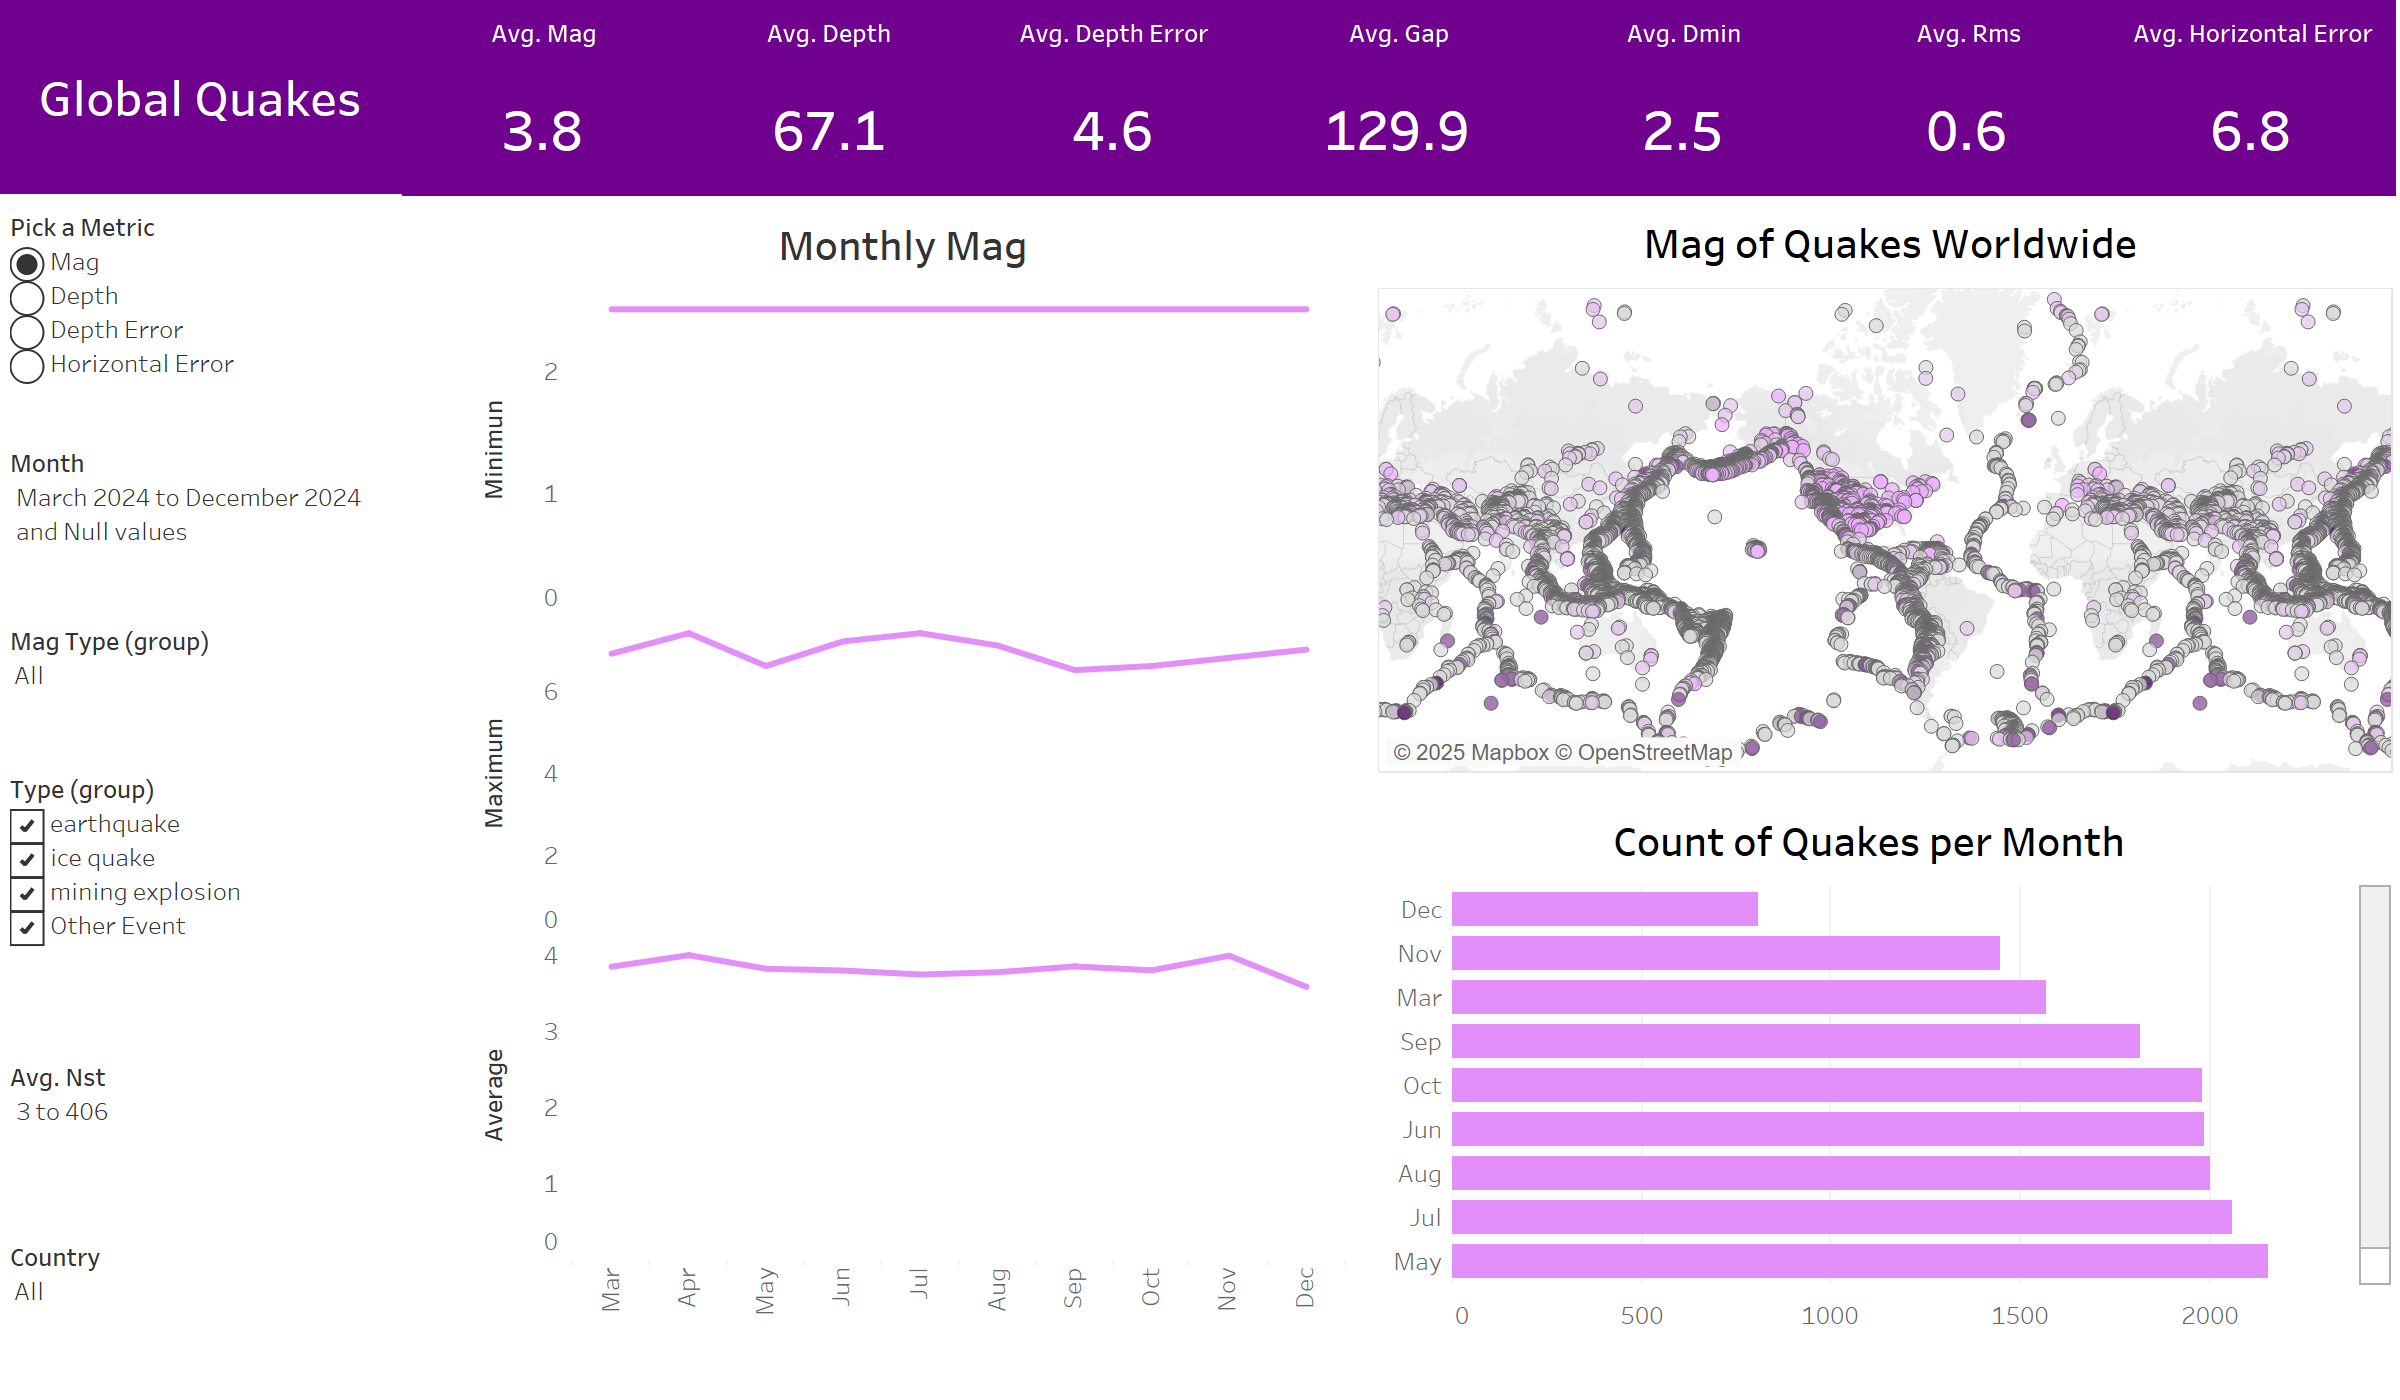 Global Quakes
Avg. Mag
3.8
Avg. Depth
67.1
Avg. Depth Error
4.6
Avg. Gap
129.9
Avg. Dmin
2.5
Avg. Rms
0.6
Avg. Horizontal Error
6.8
Pick a Metric
Mag
Depth
Depth Error
Horizontal Error
Month
March 2024 to December 2024
and Null values
Mag Type (group)
All
Type (group)
earthquake
ice quake
mining explosion
Other Event
Avg. Nst
3 to 406
Country
All
Monthly Mag
Minimun
2
1
0
Maximum
6
4
2
0
Average
4
3
2
1
0
Mar
Apr
May
Jun
Jul
Aug
Sep
Oct
Nov
Dec
Mag of Quakes Worldwide
© 2025 Mapbox © OpenStreetMap
Count of Quakes per Month
Dec
Nov
Mar
Sep
Oct
Jun
Aug
Jul
May
0
500
1000
1500
2000